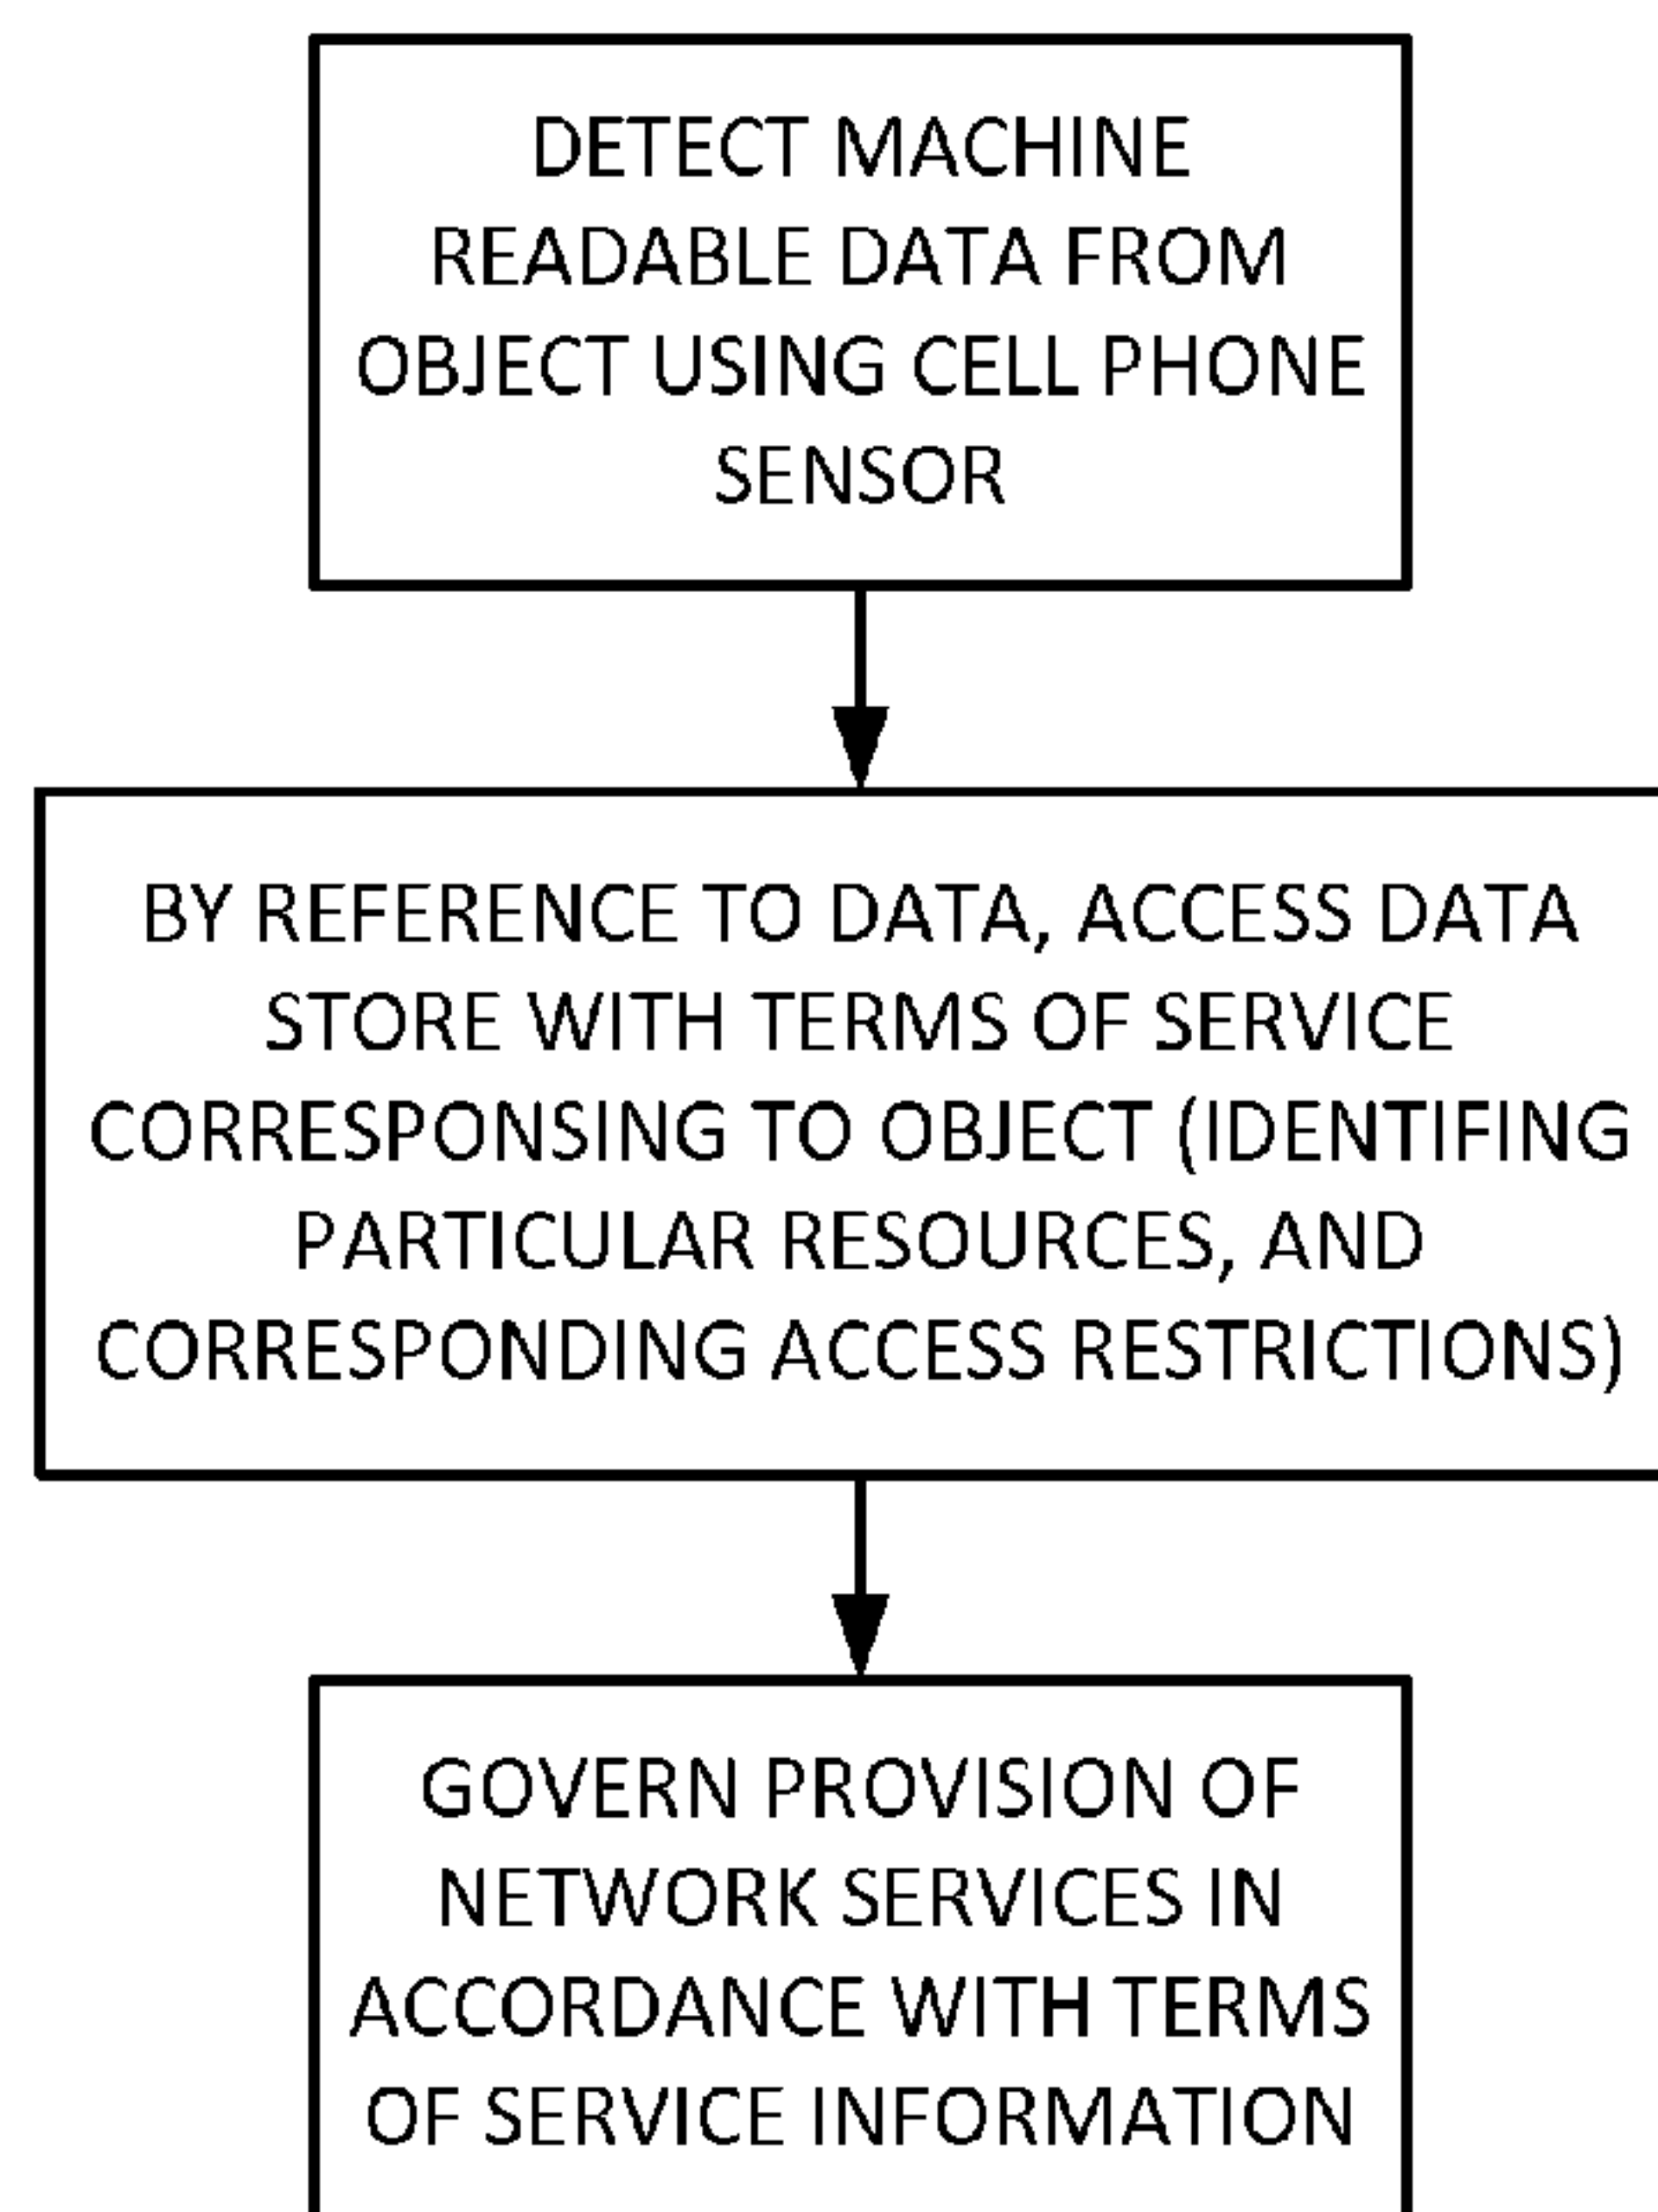 DETECT MACHINE
READABLE DATA FROM
OBJECT USING CELL PHONE
SENSOR
BY REFERENCE TO DATA, ACCESS DATA
STORE WITH TERMS OF SERVICE
CORRESPONSING TO OBJECT (IDENTIFING
PARTICULAR RESOURCES, AND
CORRESPONDING ACCESS RESTRICTIONS)
GOVERN PROVISION OF
NETWORK SERVICES IN
ACCORDANCE WITH TERMS
OF SERVICE INFORMATION